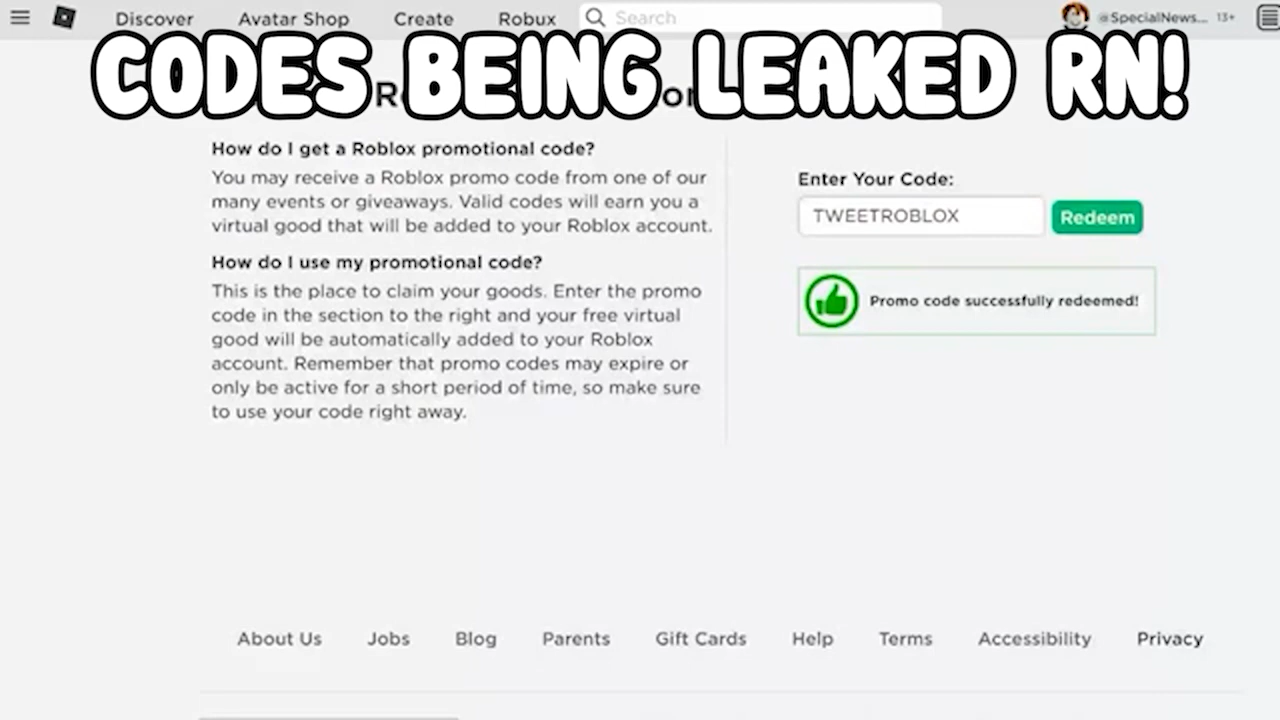 Discover Avatar Shop Create Robux Search @SpecialNews... 13+
CODES BEING LEAKED RN!
How do I get a Roblox promotional code?
You may receive a Roblox promo code from one of our
many events or giveaways. Valid codes will earn you a
virtual good that will be added to your Roblox account.
How do I use my promotional code?
This is the place to claim your goods. Enter the promo
code in the section to the right and your free virtual
good will be automatically added to your Roblox
account. Remember that promo codes may expire or
only be active for a short period of time, so make sure
to use your code right away.
Enter Your Code:
TWEETROBLOX Redeem
Promo code successfully redeemed!
About Us Jobs Blog Parents Gift Cards Help Terms Accessibility Privacy